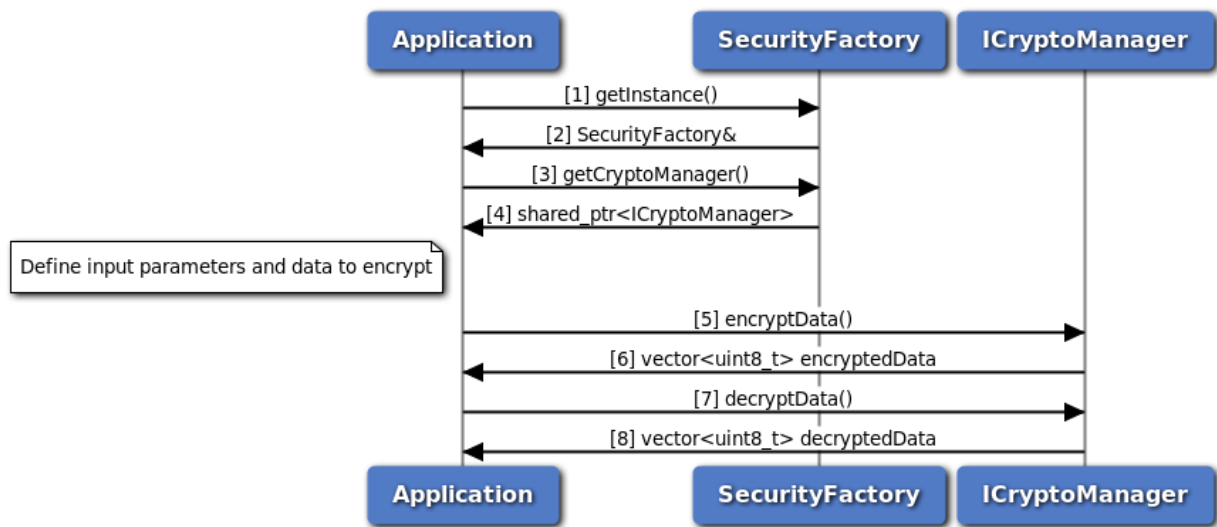 Application
SecurityFactory
ICryptoManager
[1] getInstance()
[2] SecurityFactory&
[3] getCryptoManager()
[4] shared_ptr<ICryptoManager>
Define input parameters and data to encrypt
[5] encryptData()
[6] vector<uint8_t> encryptedData
[7] decryptData()
[8] vector<uint8_t> decryptedData
Application
SecurityFactory
ICryptoManager